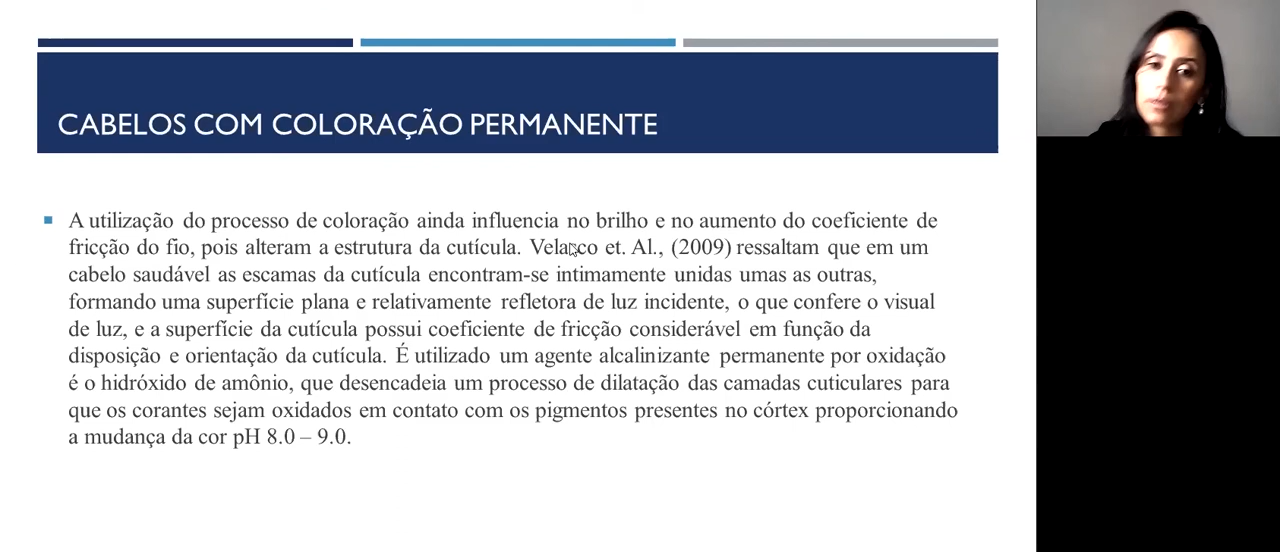 CABELOS COM COLORAÇÃO PERMANENTE
A utilização do processo de coloração ainda influencia no brilho e no aumento do coeficiente de
fricção do fio, pois alteram a estrutura da cutícula. Velasco et. Al., (2009) ressaltam que em um
cabelo saudável as escamas da cutícula encontram-se intimamente unidas umas as outras,
formando uma superfície plana e relativamente refletora de luz incidente, o que confere o visual
de luz, e a superfície da cutícula possui coeficiente de fricção considerável em função da
disposição e orientação da cutícula. É utilizado um agente alcalinizante permanente por oxidação
é o hidróxido de amônio, que desencadeia um processo de dilatação das camadas cuticulares para
que os corantes sejam oxidados em contato com os pigmentos presentes no córtex proporcionando
a mudança da cor pH 8.0 – 9.0.